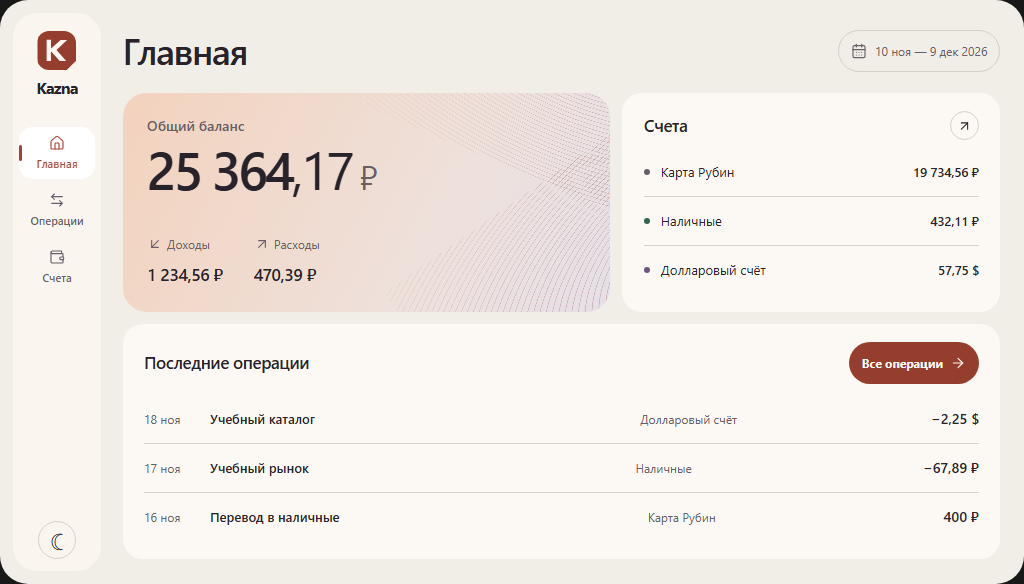 Kazna
Главная
Операции
Счета
Главная
10 ноя — 9 дек 2026
Общий баланс
25 364,17 ₽
Доходы Расходы
1 234,56 ₽ 470,39 ₽
Счета
Карта Рубин 19 734,56 ₽
Наличные 432,11 ₽
Долларовый счёт 57,75 $
Последние операции
Все операции
18 ноя Учебный каталог Долларовый счёт −2,25 $
17 ноя Учебный рынок Наличные −67,89 ₽
16 ноя Перевод в наличные Карта Рубин 400 ₽